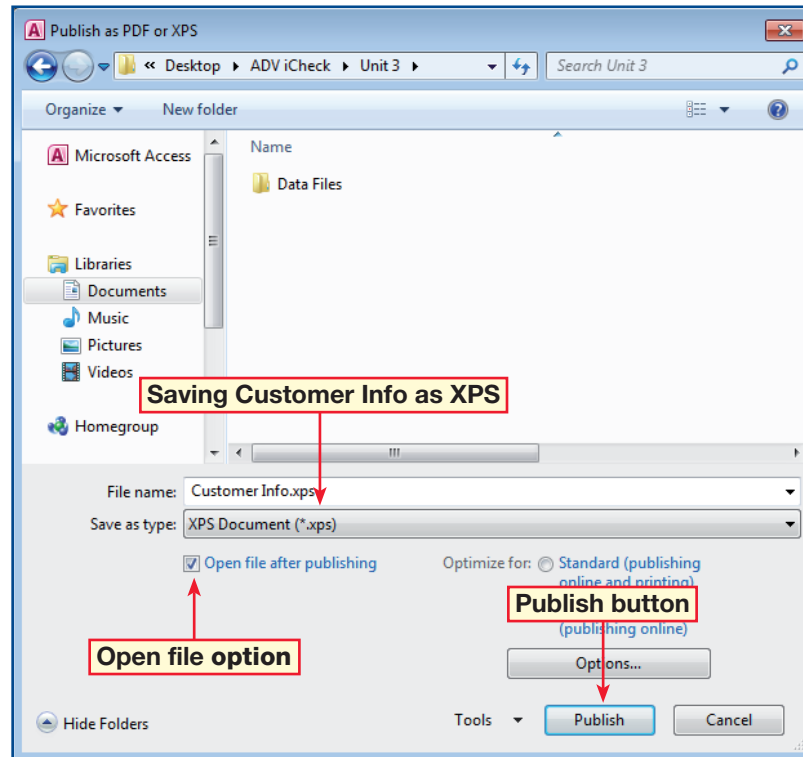 Publish as PDF or XPS
« Desktop ▸ ADV iCheck ▸ Unit 3 ▸
Search Unit 3
Organize ▾ New folder
Microsoft Access
Favorites
Libraries
Documents
Music
Pictures
Videos
Homegroup
Name
Data Files
Saving Customer Info as XPS
File name: Customer Info.xps
Save as type: XPS Document (*.xps)
Open file after publishing
Optimize for: Standard (publishing
online and printing)
(publishing online)
Publish button
Open file option
Options...
Hide Folders
Tools ▾ Publish Cancel